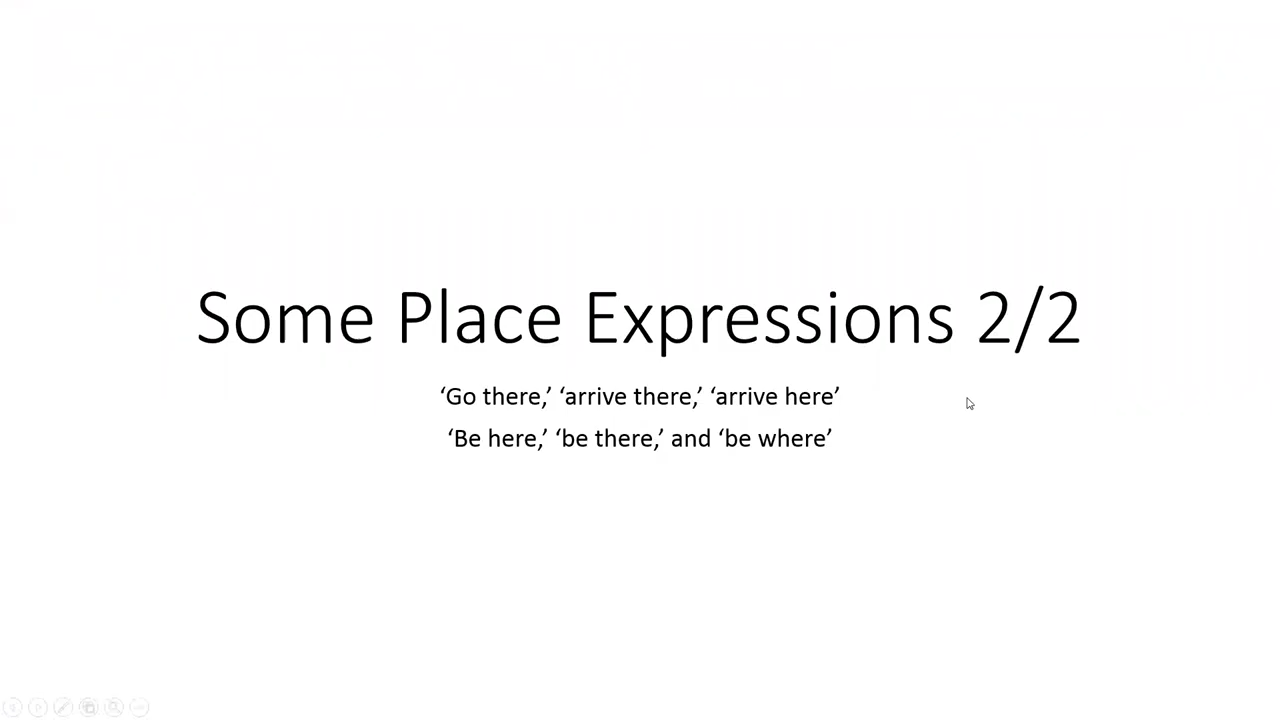 Some Place Expressions 2/2
‘Go there,’ ‘arrive there,’ ‘arrive here’
‘Be here,’ ‘be there,’ and ‘be where’